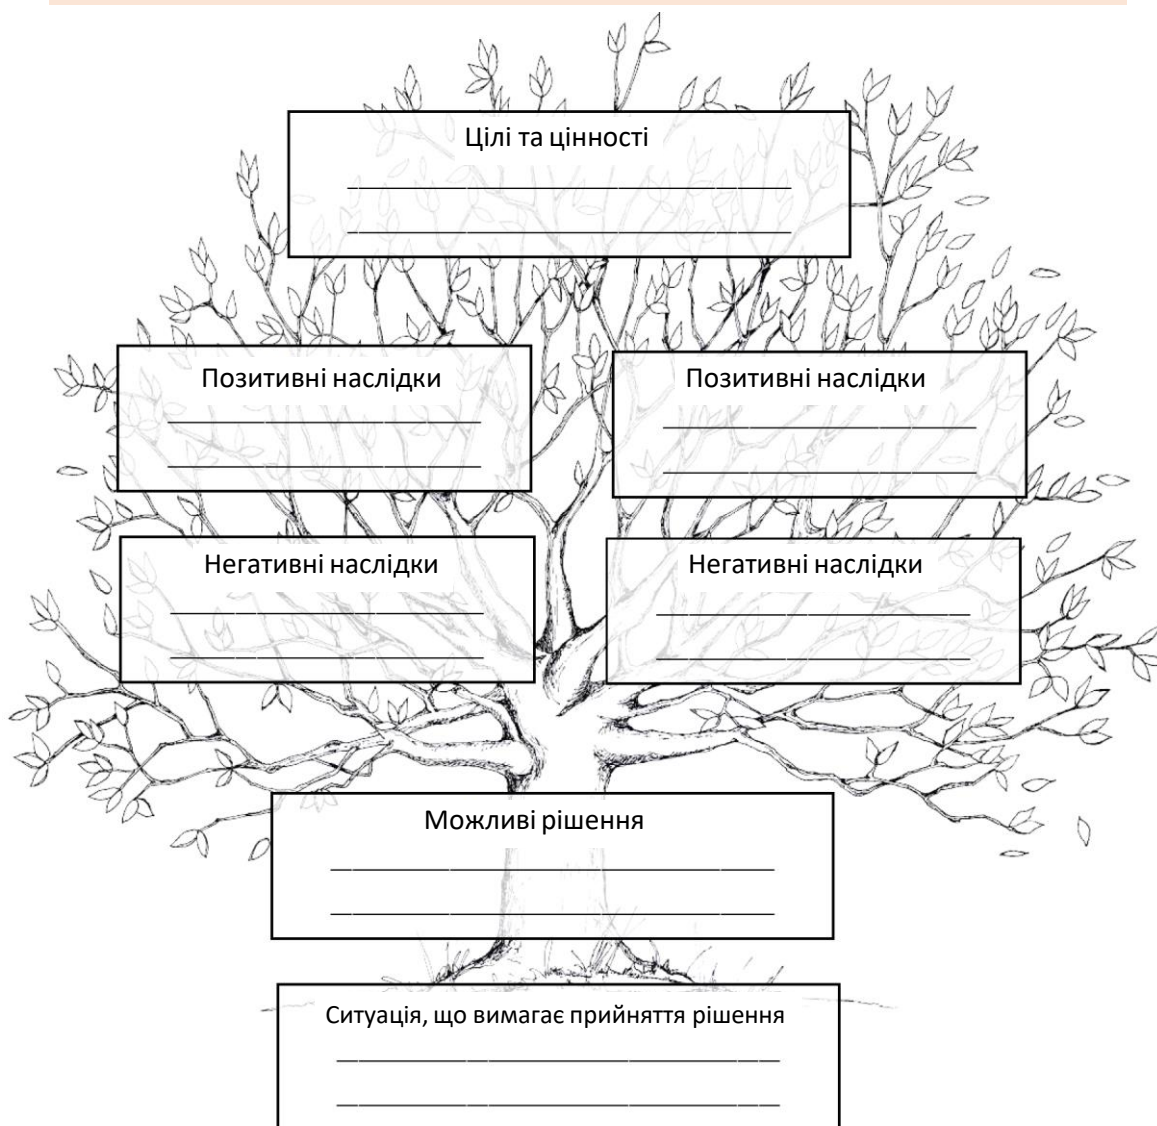 Цілі та цінності
Позитивні наслідки
Позитивні наслідки
Негативні наслідки
Негативні наслідки
Можливі рішення
Ситуація, що вимагає прийняття рішення